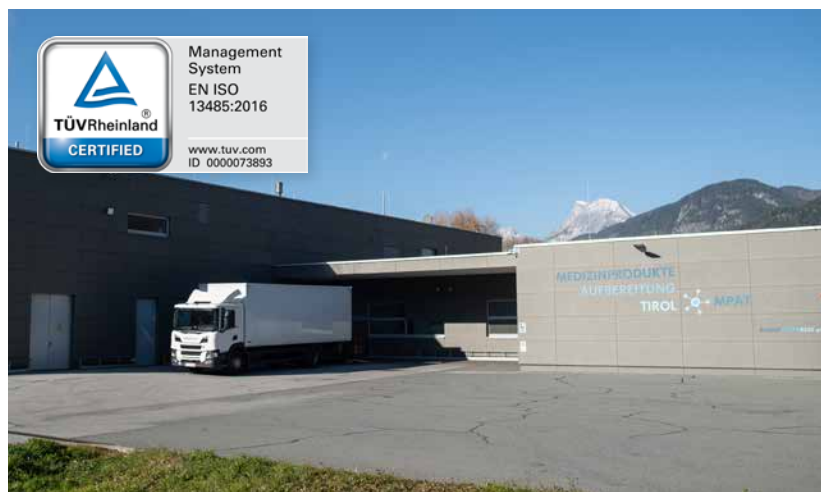 Management
System
EN ISO
13485:2016
TÜVRheinland®
CERTIFIED
www.tuv.com
ID 0000073893
MEDIZINPRODUKTE
AUFBEREITUNG
TIROL MPAT